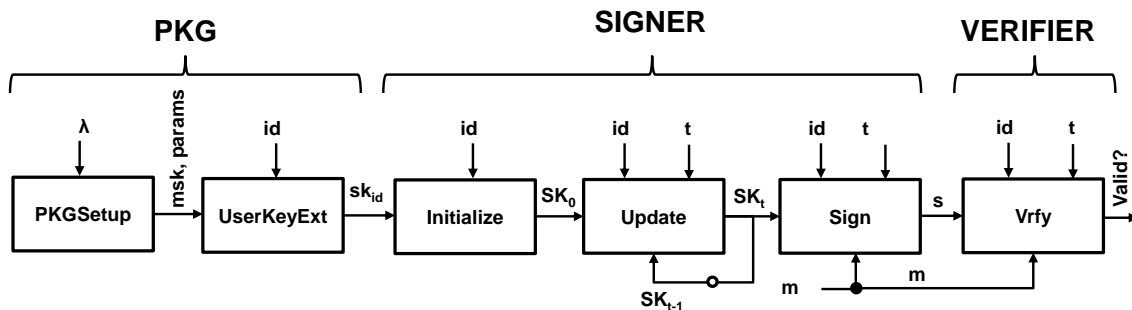 PKG
SIGNER
VERIFIER
λ
msk, params
id
id
id
t
id
t
id
t
Valid?
PKGSetup
UserKeyExt
sk_id
Initialize
SK_0
Update
SK_t
Sign
s
Vrfy
SK_t-1
m
m